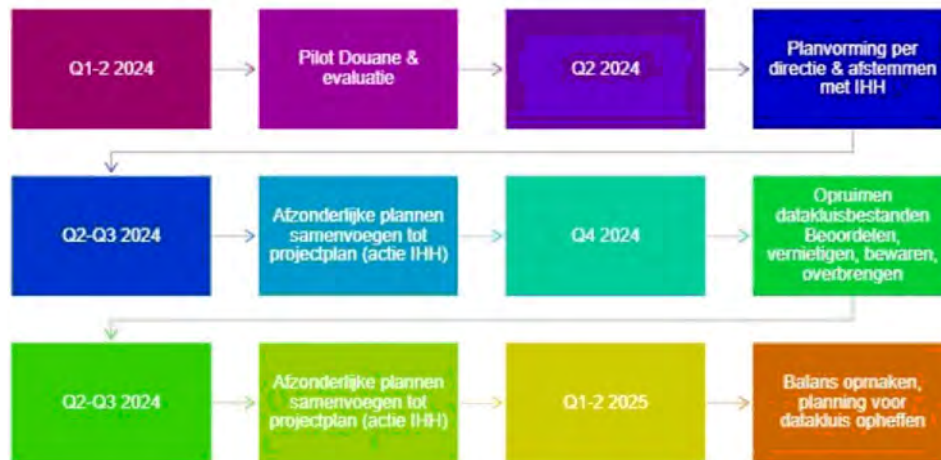 Q1-2 2024
Pilot Douane &
evaluatie
Q2 2024
Planvorming per
directie & afstemmen
met IHH
Q2-Q3 2024
Afzonderlijke plannen
samenvoegen tot
projectplan (actie IHH)
Q4 2024
Opruimen
datakluisbestanden
Beoordelen,
vernietigen, bewaren,
overbrengen
Q2-Q3 2024
Afzonderlijke plannen
samenvoegen tot
projectplan (actie IHH)
Q1-2 2025
Balans opmaken,
planning voor
datakluis opheffen